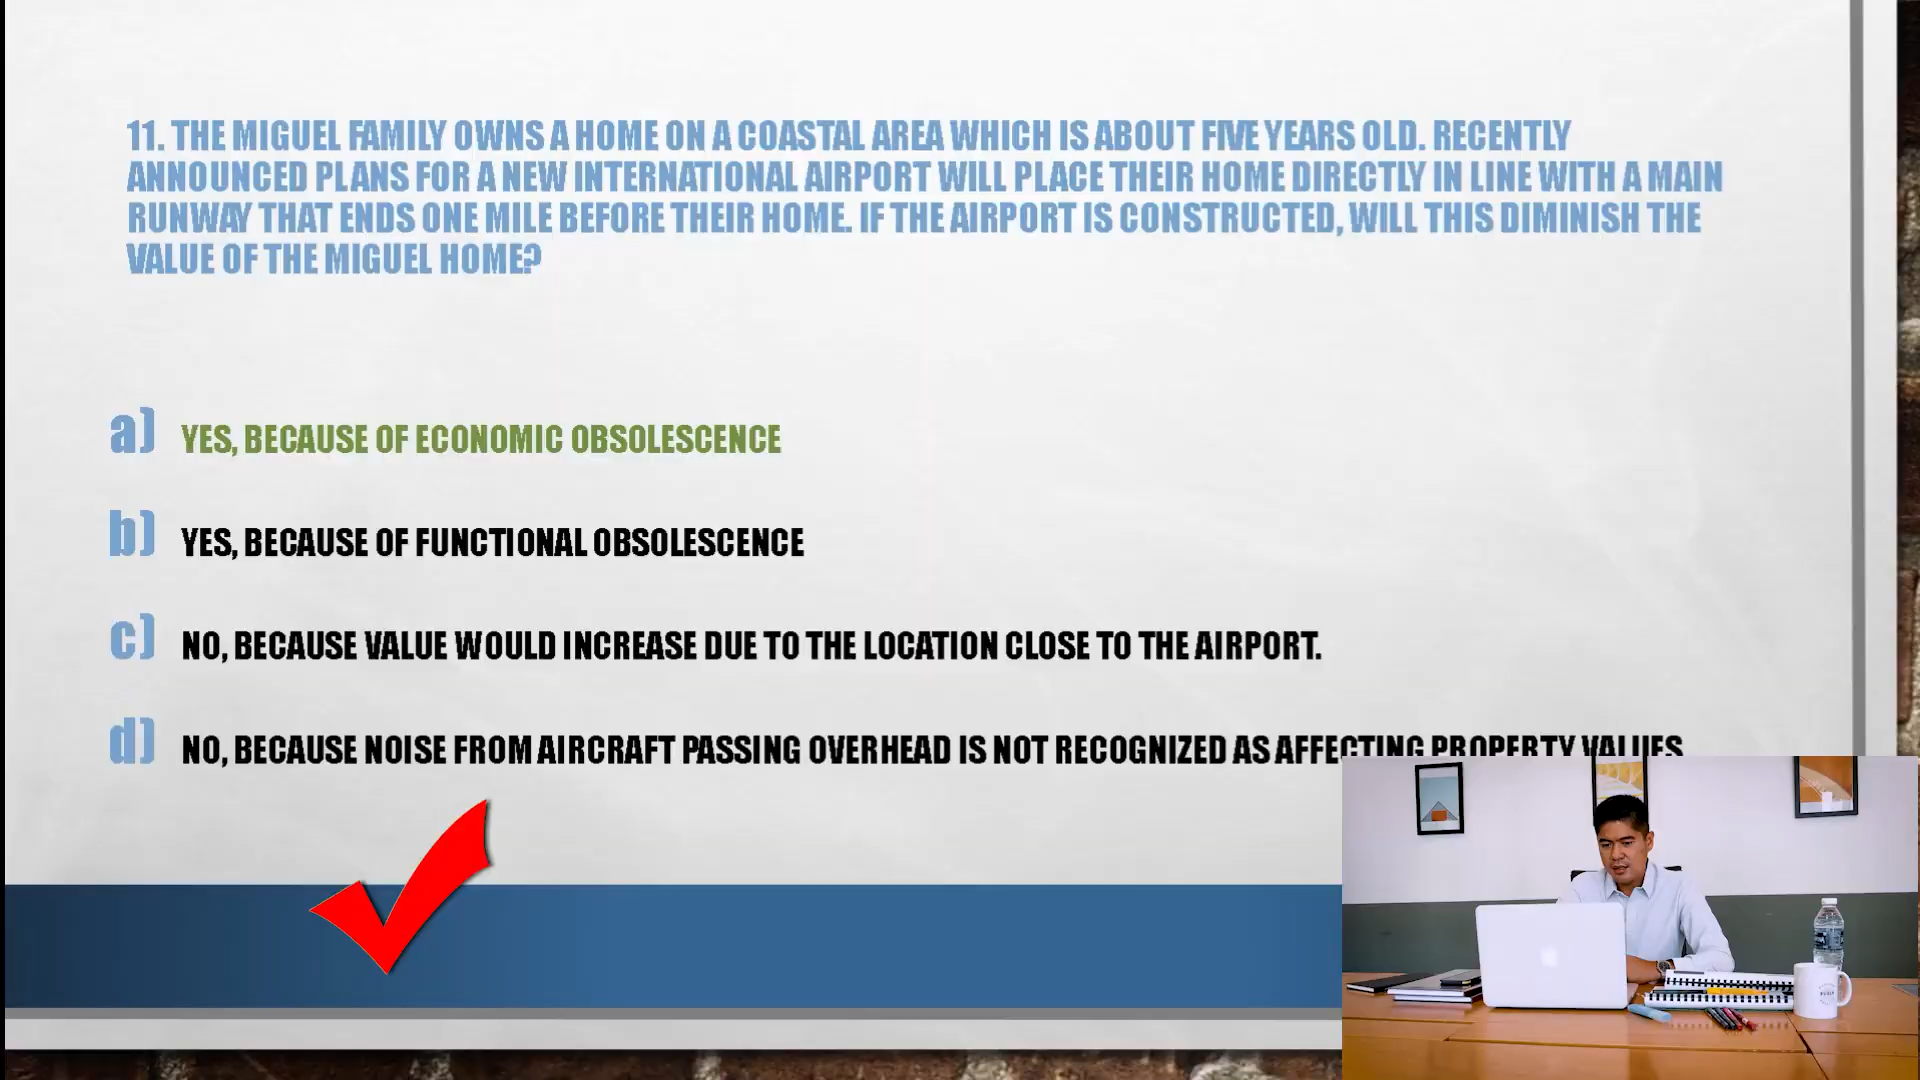 11. THE MIGUEL FAMILY OWNS A HOME ON A COASTAL AREA WHICH IS ABOUT FIVE YEARS OLD. RECENTLY
ANNOUNCED PLANS FOR A NEW INTERNATIONAL AIRPORT WILL PLACE THEIR HOME DIRECTLY IN LINE WITH A MAIN
RUNWAY THAT ENDS ONE MILE BEFORE THEIR HOME. IF THE AIRPORT IS CONSTRUCTED, WILL THIS DIMINISH THE
VALUE OF THE MIGUEL HOME?
a) YES, BECAUSE OF ECONOMIC OBSOLESCENCE
b) YES, BECAUSE OF FUNCTIONAL OBSOLESCENCE
c) NO, BECAUSE VALUE WOULD INCREASE DUE TO THE LOCATION CLOSE TO THE AIRPORT.
d) NO, BECAUSE NOISE FROM AIRCRAFT PASSING OVERHEAD IS NOT RECOGNIZED AS AFFECTING PROPERTY VALUES